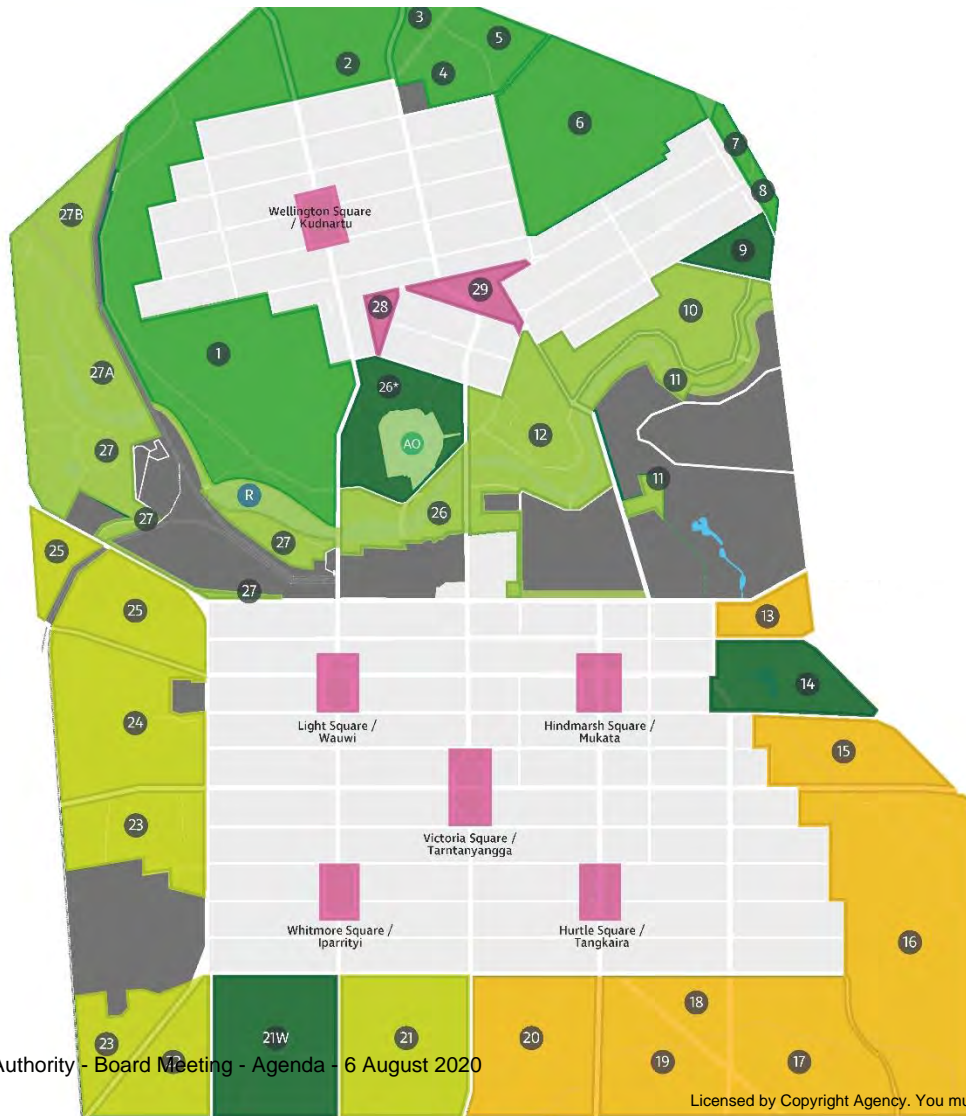 3
5
2
4
6
7
8
27B
9
Wellington Square
/ Kudnartu
29
28
10
1
27A
26*
11
12
AO
27
11
R
26
27
27
25
27
25
13
14
Light Square /
Wauwi
Hindmarsh Square /
Mukata
24
15
23
Victoria Square /
Tarntanyangga
Whitmore Square /
Iparrityi
Hurtle Square /
Tangkaira
16
18
23
21W
21
20
19
17
Authority - Board Meeting - Agenda - 6 August 2020
Licensed by Copyright Agency. You mu